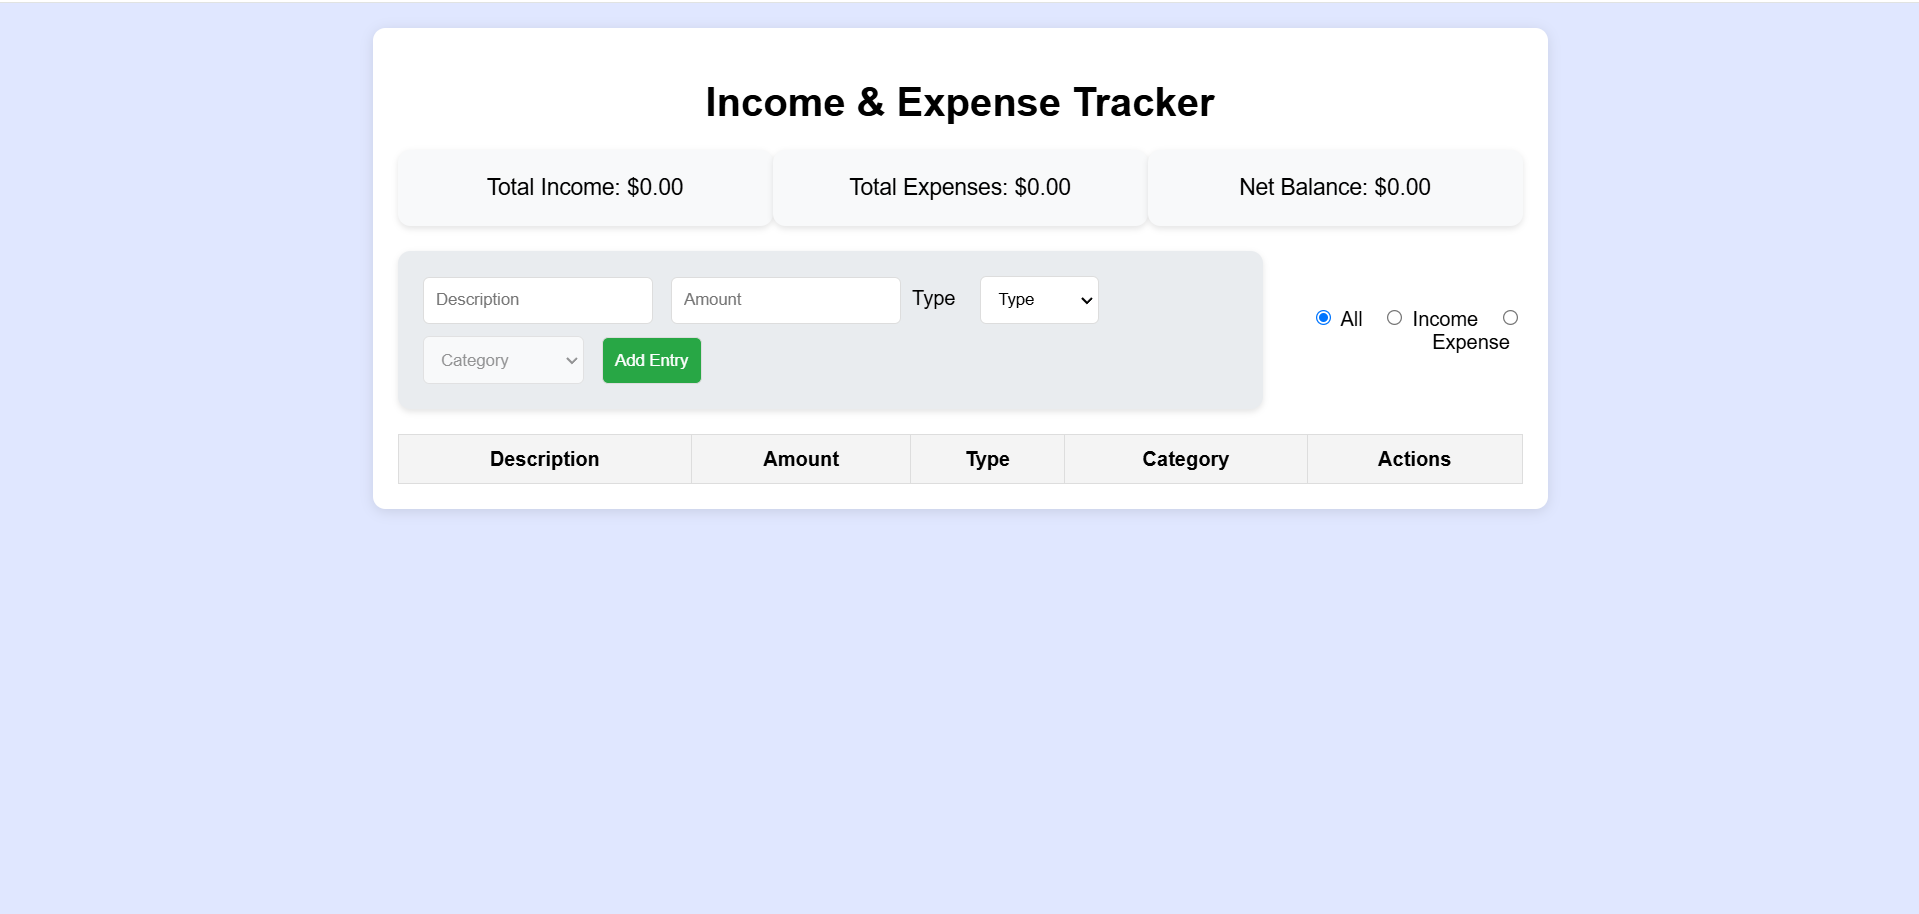 Income & Expense Tracker
Total Income: $0.00
Total Expenses: $0.00
Net Balance: $0.00
Description
Amount
Type
Type
Category
Add Entry
All
Income
Expense
Description
Amount
Type
Category
Actions